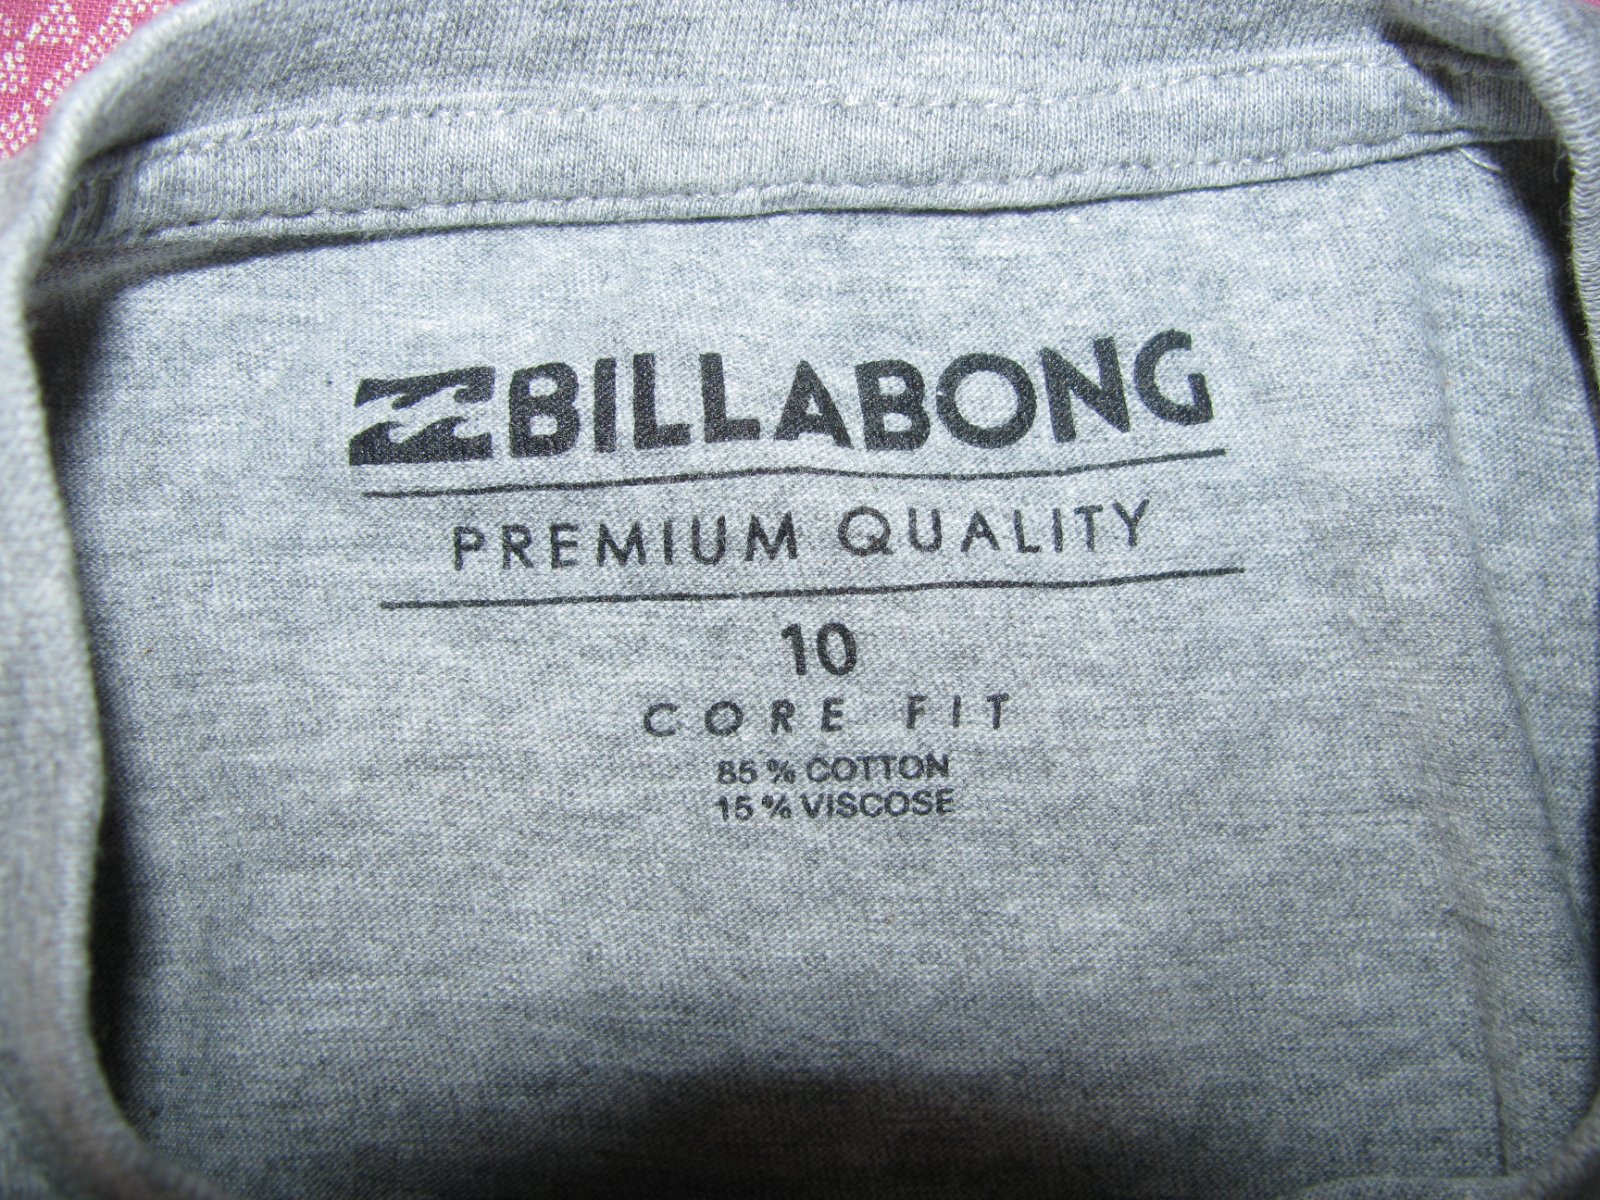 BILLABONG
PREMIUM QUALITY
10
CORE FIT
85 % COTTON
15 % VISCOSE